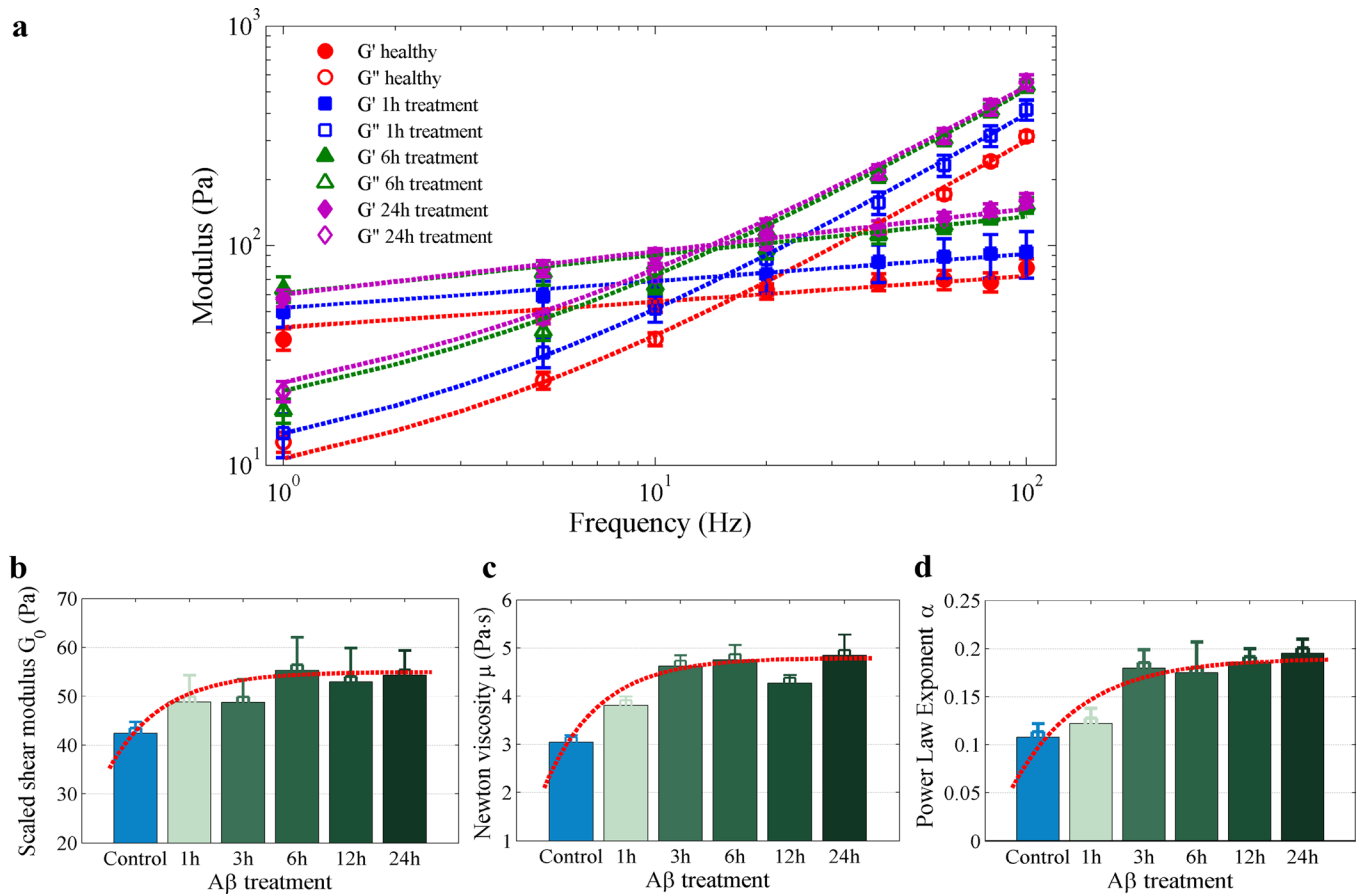 a
10³
10²
10¹
Modulus (Pa)
G' healthy
G'' healthy
G' 1h treatment
G'' 1h treatment
G' 6h treatment
G'' 6h treatment
G' 24h treatment
G'' 24h treatment
10⁰ 10¹ 10²
Frequency (Hz)
b
Scaled shear modulus G₀ (Pa)
70
60
50
40
30
20
Control 1h 3h 6h 12h 24h
Aβ treatment
c
Newton viscosity μ (Pa·s)
6
5
4
3
2
1
Control 1h 3h 6h 12h 24h
Aβ treatment
d
Power Law Exponent α
0.25
0.2
0.15
0.1
0.05
0
Control 1h 3h 6h 12h 24h
Aβ treatment